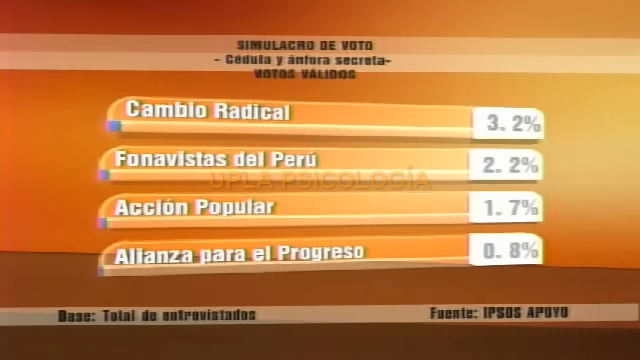 SIMULACRO DE VOTO
- Cédula y ánfora secreta-
VOTOS VÁLIDOS
Cambio Radical 3. 2%
Fonavistas del Perú 2. 2%
UPLA PSICOLOGÍA
Acción Popular 1. 7%
Alianza para el Progreso 0. 8%
Base: Total de entrovistados Fuente: IPSOS APOYO